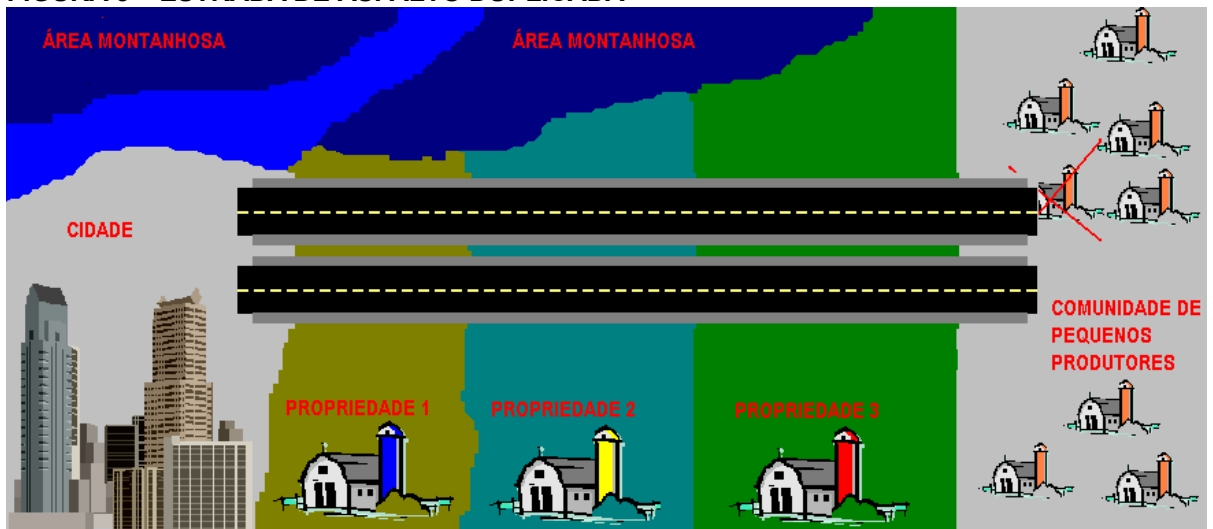 ÁREA MONTANHOSA
ÁREA MONTANHOSA
CIDADE
COMUNIDADE DE
PEQUENOS
PRODUTORES
PROPRIEDADE 1
PROPRIEDADE 2
PROPRIEDADE 3